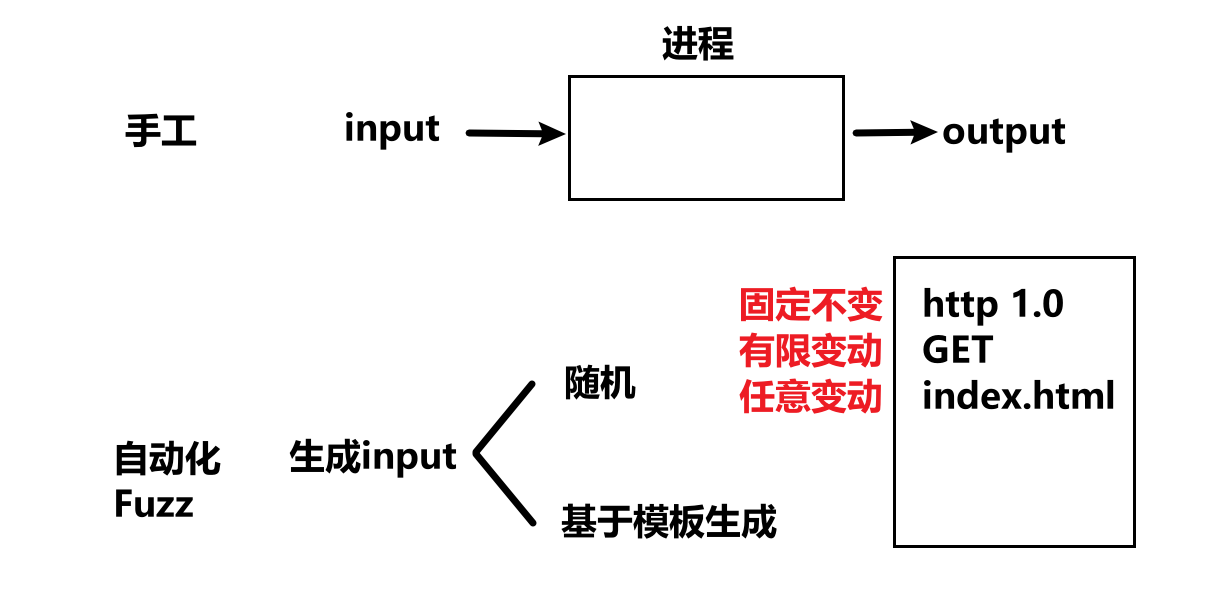 进程
手工
input
output
固定不变
http 1.0
有限变动
GET
任意变动
index.html
随机
自动化
Fuzz
生成input
基于模板生成